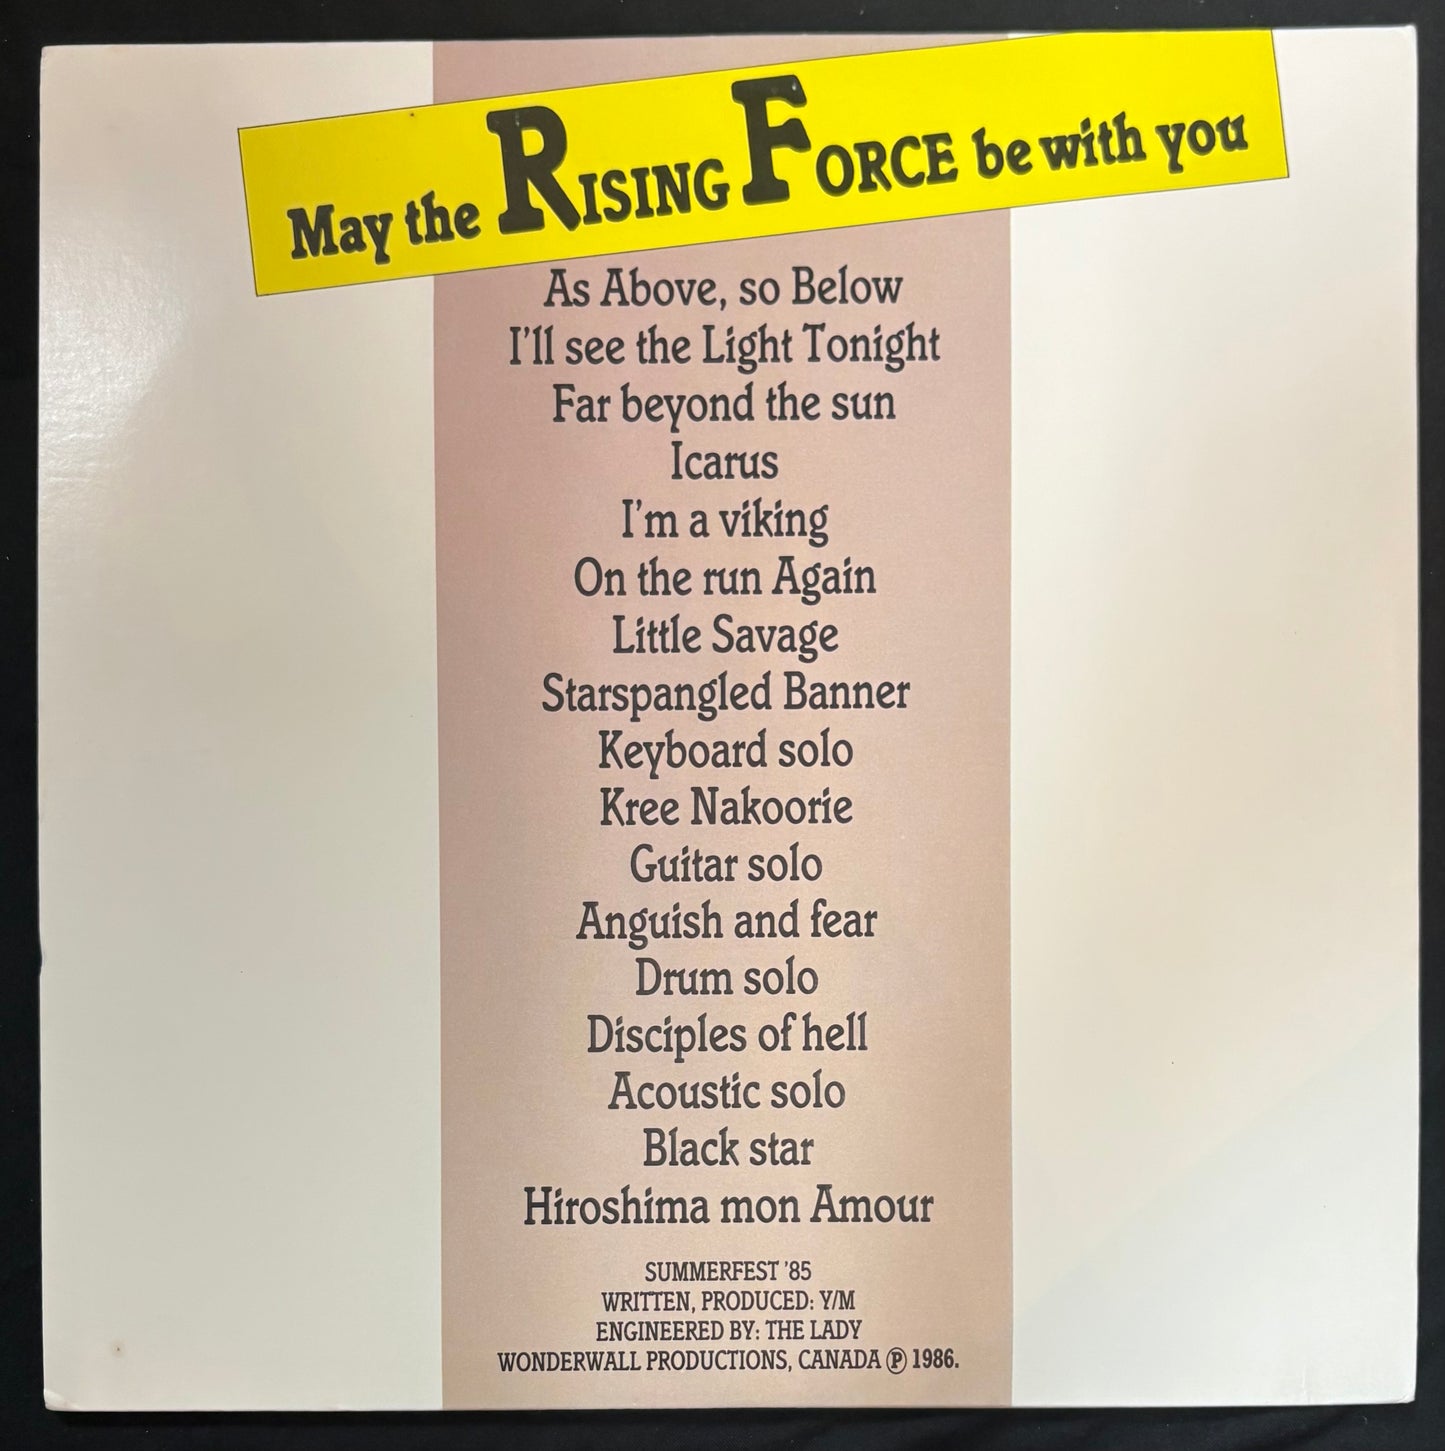 May the RISING FORCE be with you
As Above, so Below
I'll see the Light Tonight
Far beyond the sun
Icarus
I'm a viking
On the run Again
Little Savage
Starspangled Banner
Keyboard solo
Kree Nakoorie
Guitar solo
Anguish and fear
Drum solo
Disciples of hell
Acoustic solo
Black star
Hiroshima mon Amour
SUMMERFEST '85
WRITTEN, PRODUCED: Y/M
ENGINEERED BY: THE LADY
WONDERWALL PRODUCTIONS, CANADA Ⓟ 1986.